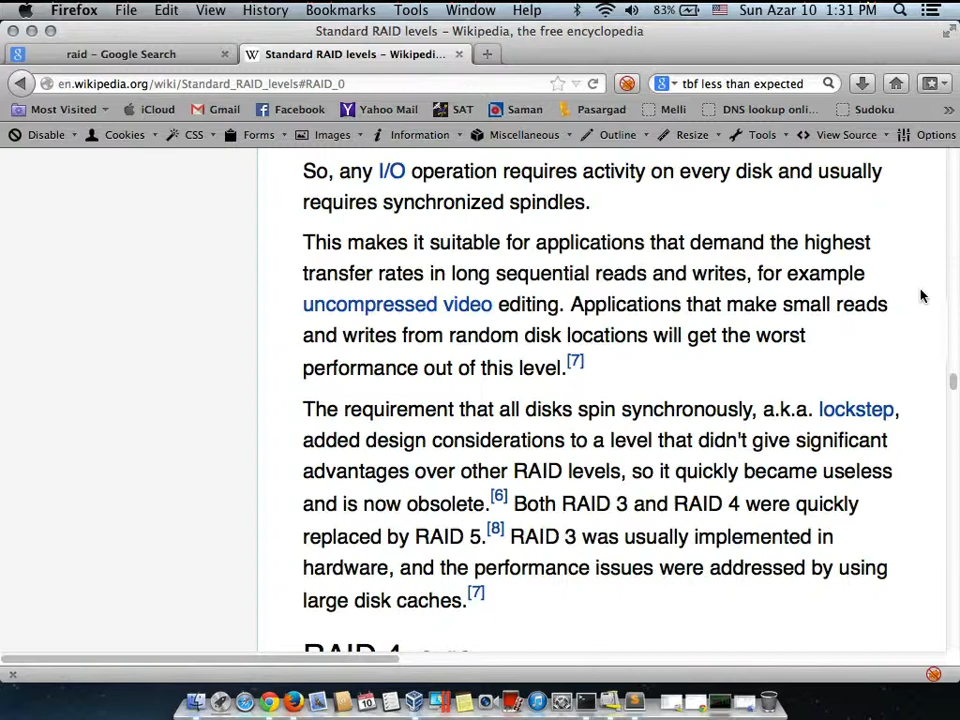 Firefox File Edit View History Bookmarks Tools Window Help 83% Sun Azar 10 1:31 PM
Standard RAID levels – Wikipedia, the free encyclopedia
raid – Google Search × W Standard RAID levels – Wikipedi... × +
en.wikipedia.org/wiki/Standard_RAID_levels#RAID_0 tbf less than expected
Most Visited iCloud Gmail Facebook Yahoo Mail SAT Saman Pasargad Melli DNS lookup onli... Sudoku »
Disable Cookies CSS Forms Images Information Miscellaneous Outline Resize Tools View Source Options
So, any I/O operation requires activity on every disk and usually
requires synchronized spindles.
This makes it suitable for applications that demand the highest
transfer rates in long sequential reads and writes, for example
uncompressed video editing. Applications that make small reads
and writes from random disk locations will get the worst
performance out of this level.[7]
The requirement that all disks spin synchronously, a.k.a. lockstep,
added design considerations to a level that didn't give significant
advantages over other RAID levels, so it quickly became useless
and is now obsolete.[6] Both RAID 3 and RAID 4 were quickly
replaced by RAID 5.[8] RAID 3 was usually implemented in
hardware, and the performance issues were addressed by using
large disk caches.[7]
RAID 4